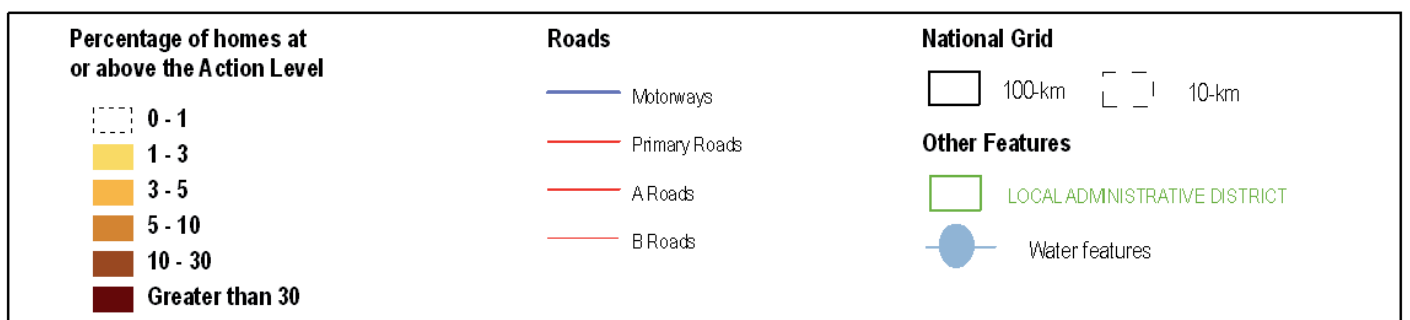 Percentage of homes at
or above the Action Level
0 - 1
1 - 3
3 - 5
5 - 10
10 - 30
Greater than 30
Roads
Motorways
Primary Roads
A Roads
B Roads
National Grid
100-km
10-km
Other Features
LOCAL ADMINISTRATIVE DISTRICT
Water features